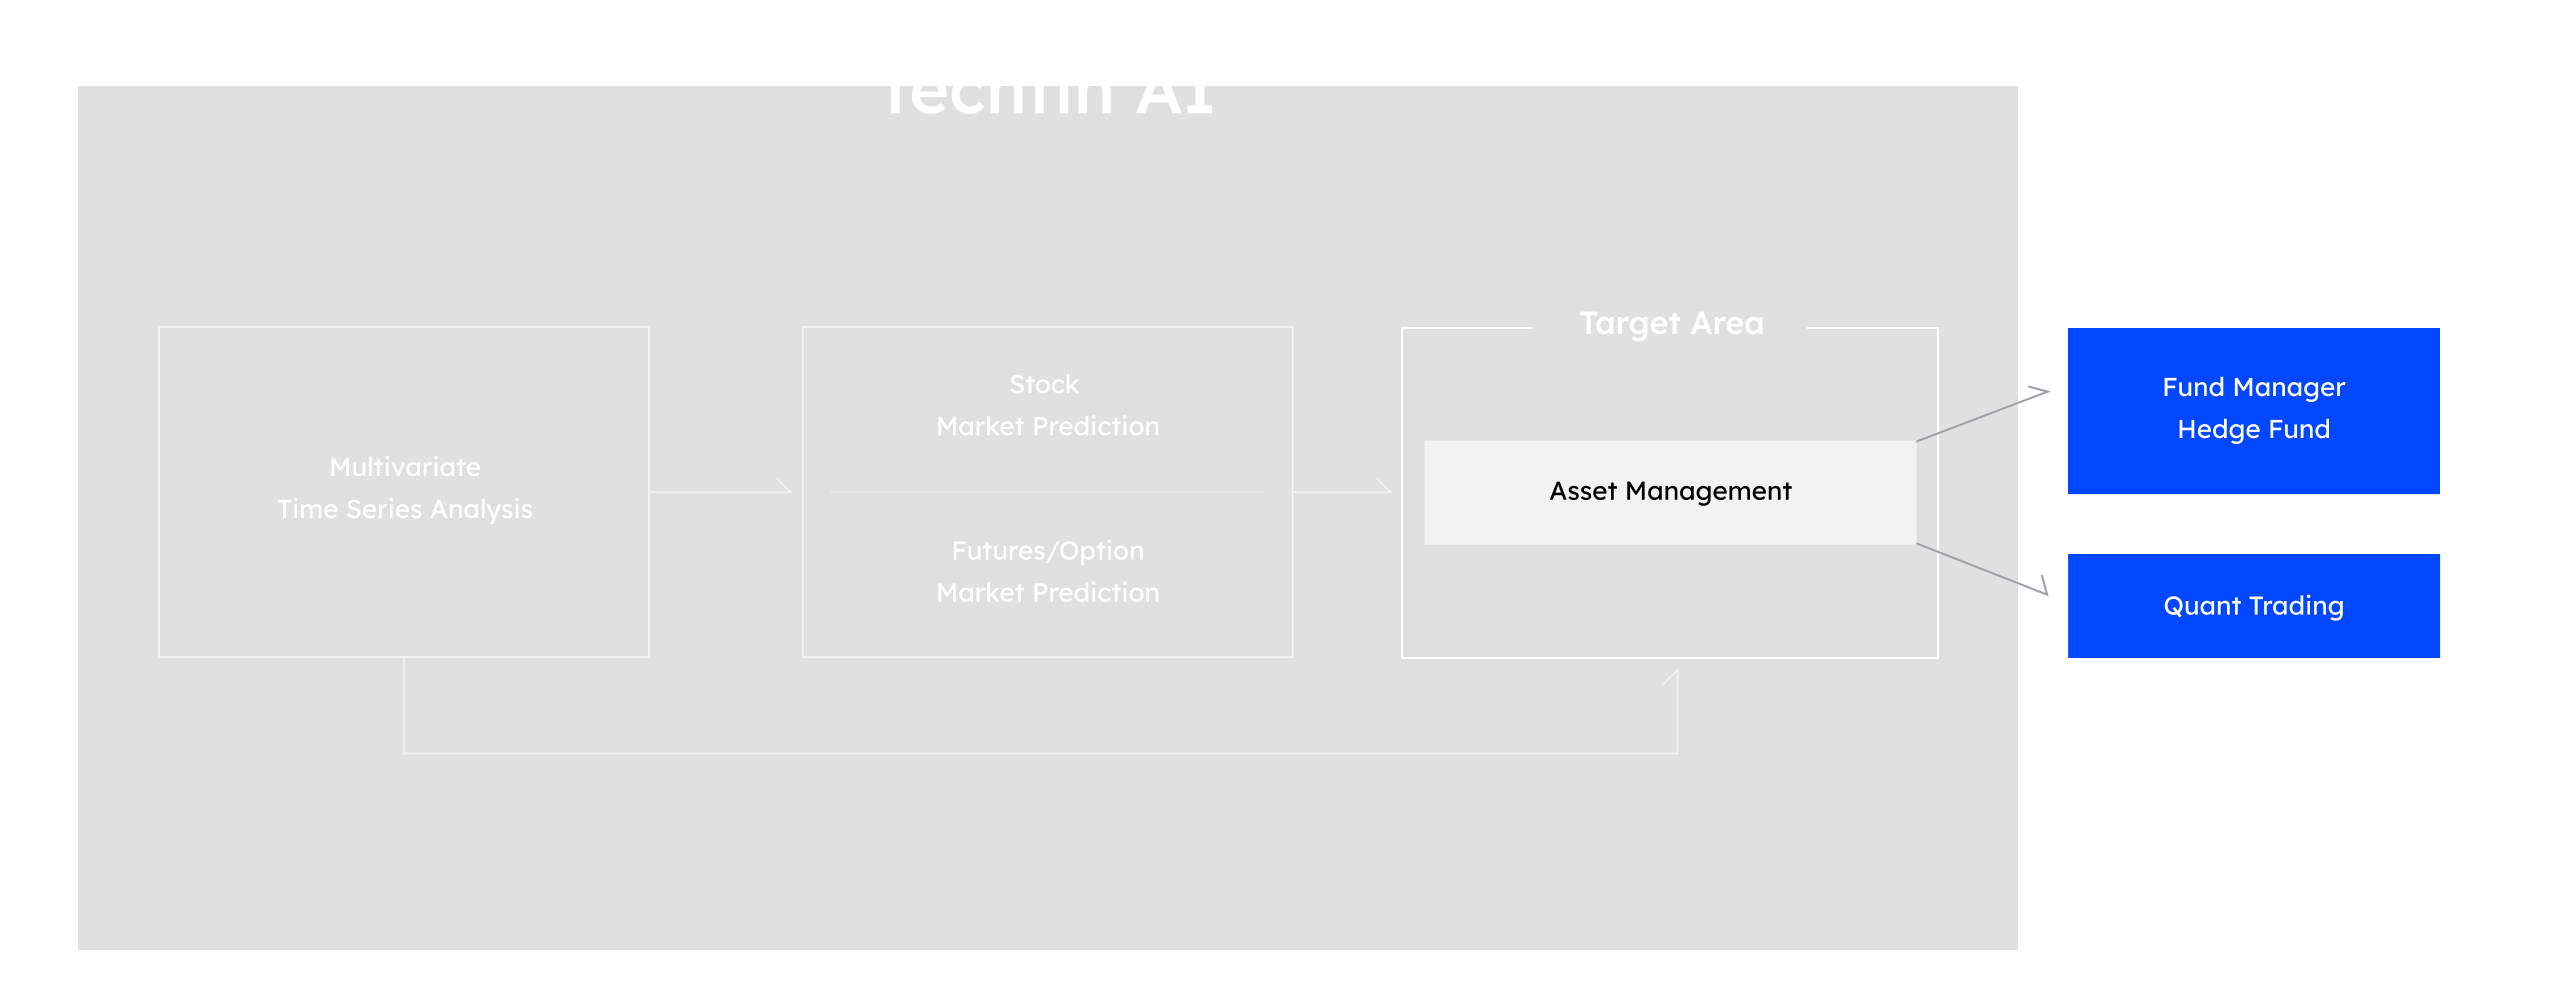 Techfin AI
Multivariate
Time Series Analysis
Stock
Market Prediction
Futures/Option
Market Prediction
Target Area
Asset Management
Fund Manager
Hedge Fund
Quant Trading